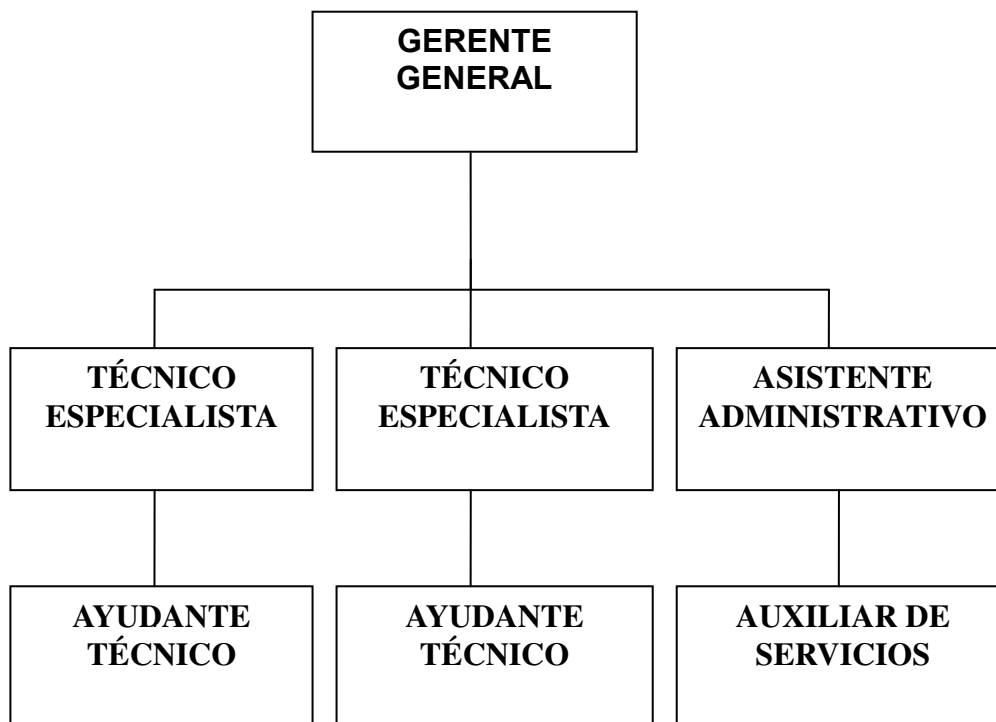 GERENTE
GENERAL
TÉCNICO
ESPECIALISTA
TÉCNICO
ESPECIALISTA
ASISTENTE
ADMINISTRATIVO
AYUDANTE
TÉCNICO
AYUDANTE
TÉCNICO
AUXILIAR DE
SERVICIOS